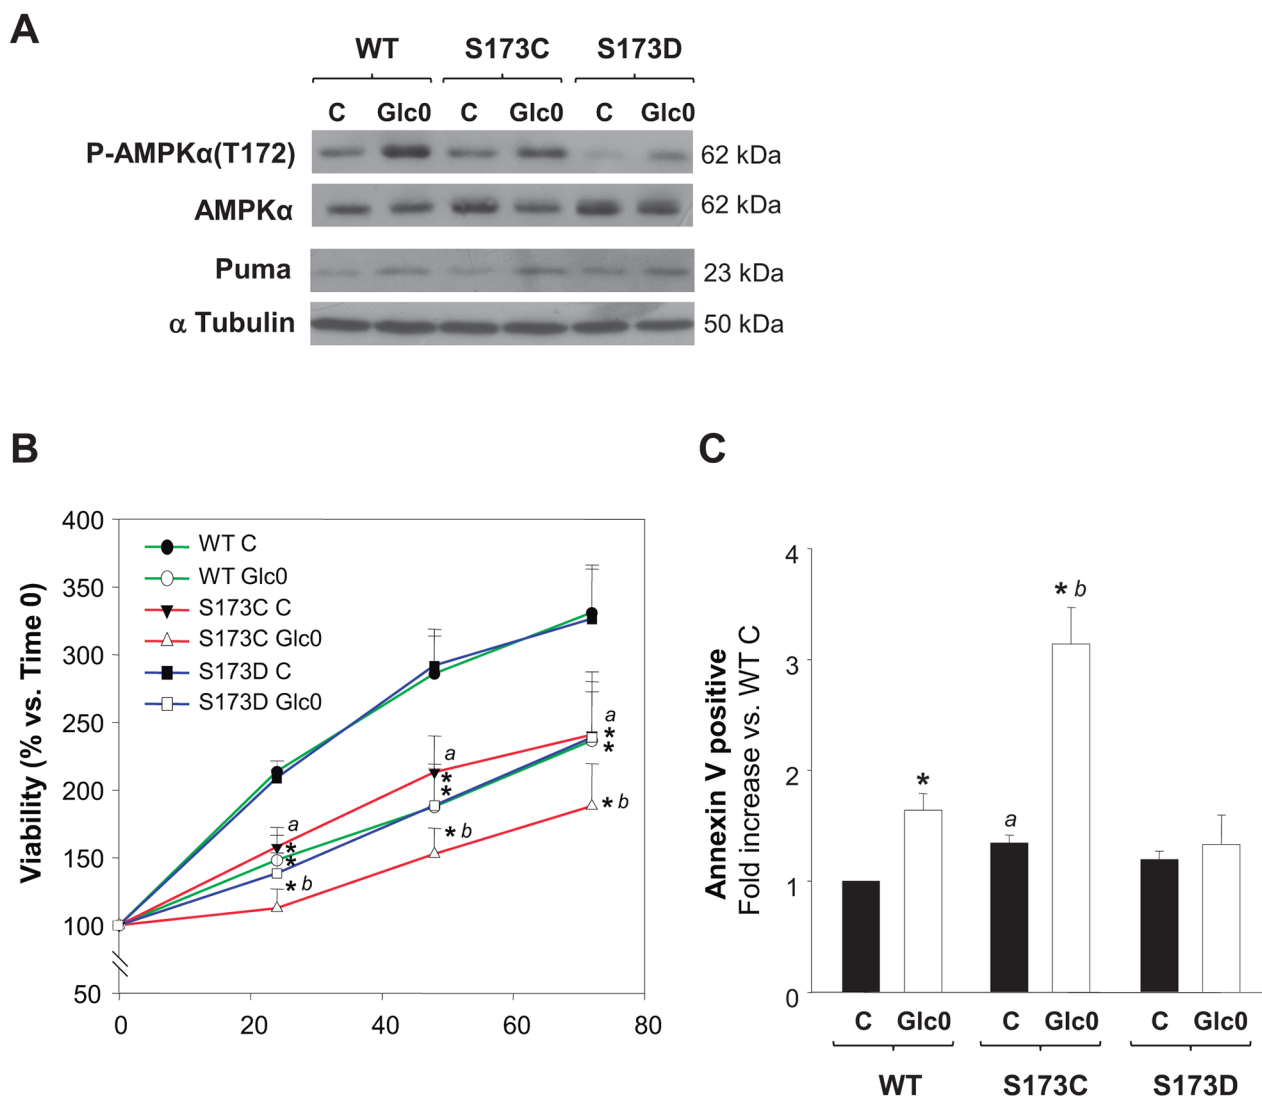 A
WT S173C S173D
C Glc0 C Glc0 C Glc0
P-AMPKα(T172) 62 kDa
AMPKα 62 kDa
Puma 23 kDa
α Tubulin 50 kDa
B
Viability (% vs. Time 0)
400
350
300
250
200
150
100
50
0 20 40 60 80
WT C
WT Glc0
S173C C
S173C Glc0
S173D C
S173D Glc0
a
*
*
* b
a
*
*
* b
a
*
*
* b
C
Annexin V positive
Fold increase vs. WT C
4
3
2
1
0
*
a
* b
C Glc0 C Glc0 C Glc0
WT S173C S173D